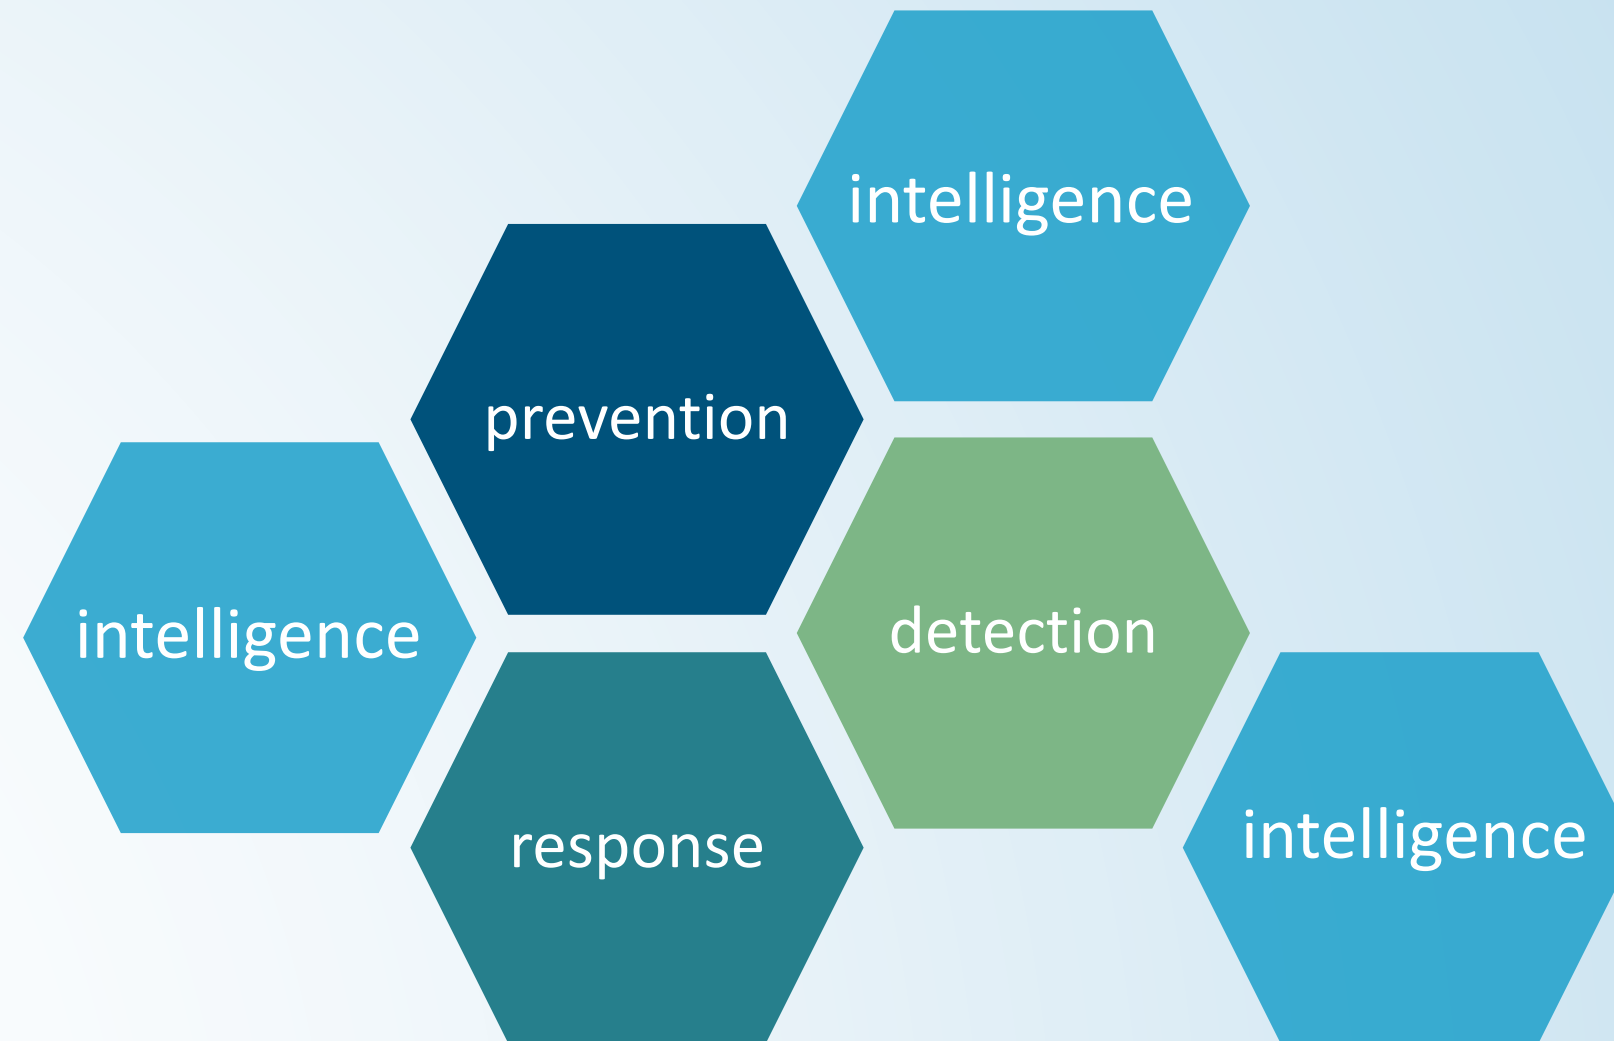 intelligence
prevention
intelligence
detection
response
intelligence